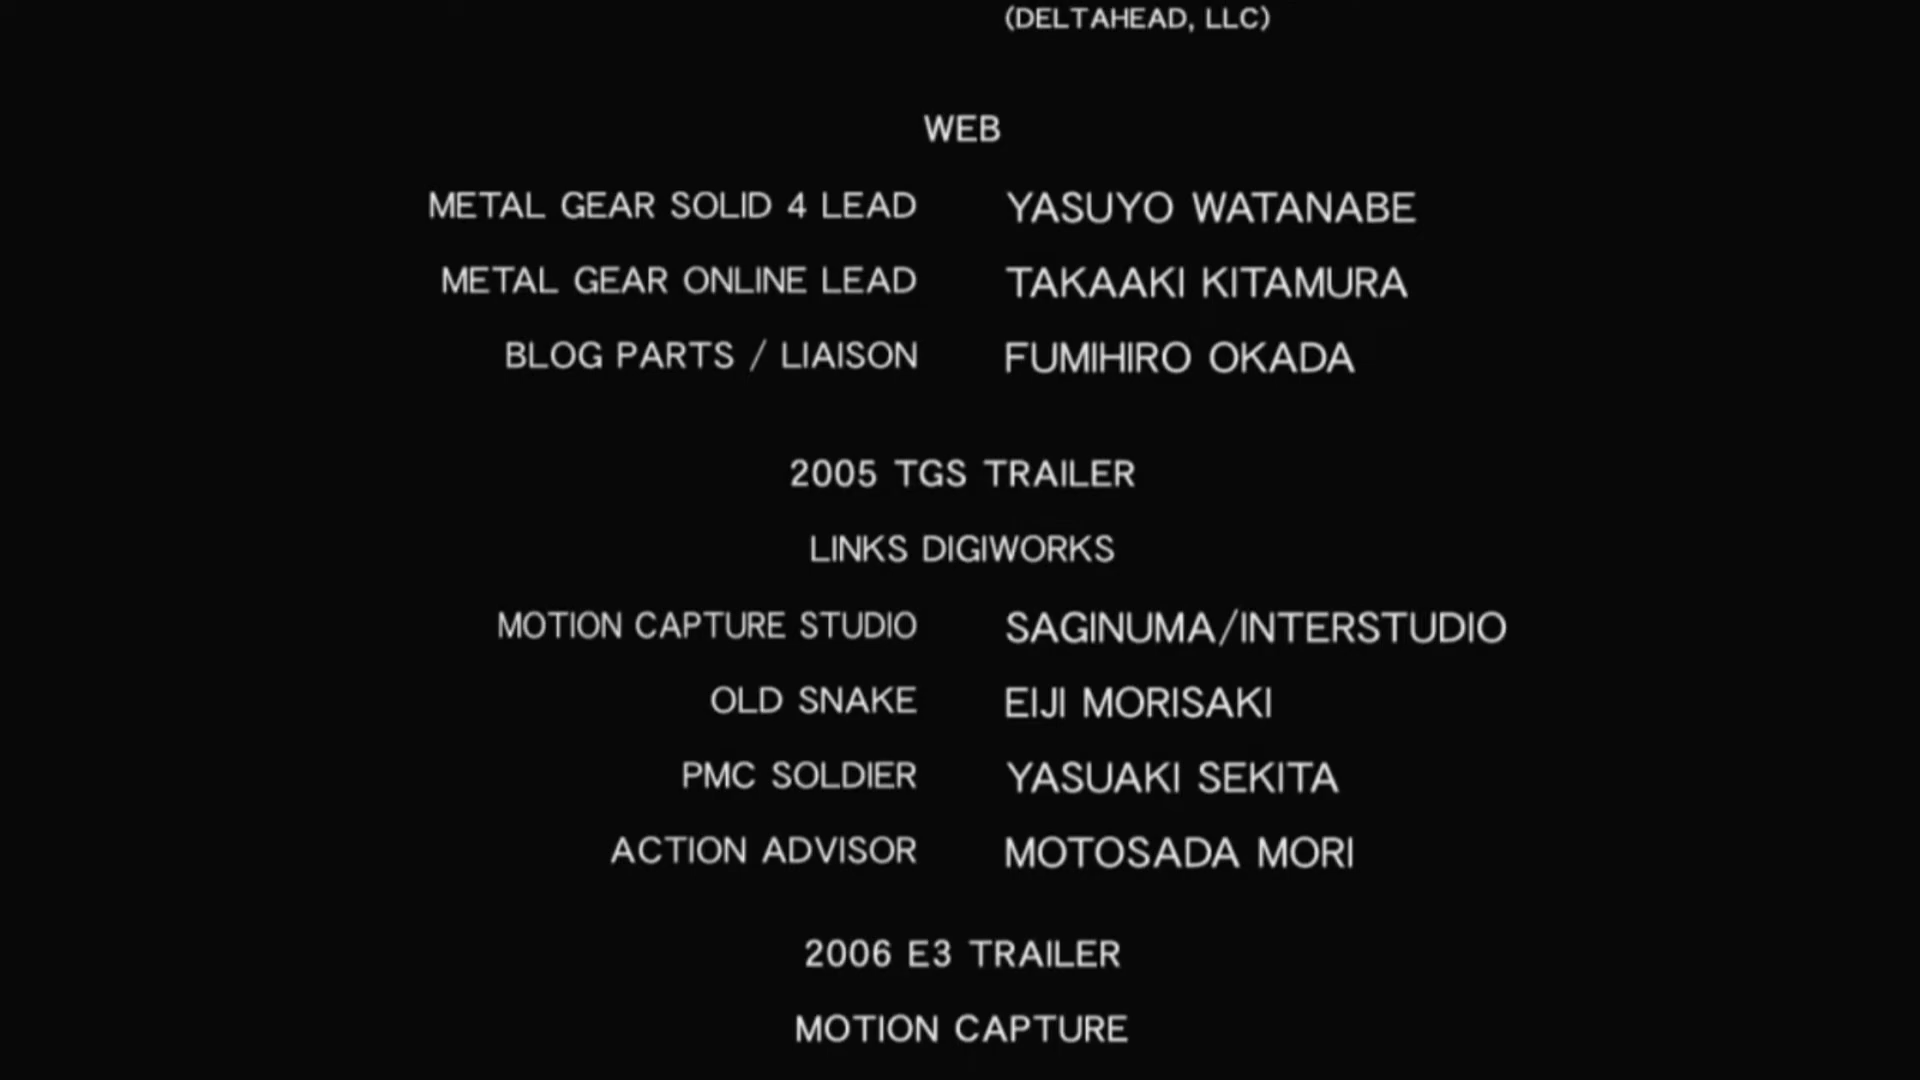 (DELTAHEAD, LLC)
WEB
METAL GEAR SOLID 4 LEAD YASUYO WATANABE
METAL GEAR ONLINE LEAD TAKAAKI KITAMURA
BLOG PARTS / LIAISON FUMIHIRO OKADA
2005 TGS TRAILER
LINKS DIGIWORKS
MOTION CAPTURE STUDIO SAGINUMA/INTERSTUDIO
OLD SNAKE EIJI MORISAKI
PMC SOLDIER YASUAKI SEKITA
ACTION ADVISOR MOTOSADA MORI
2006 E3 TRAILER
MOTION CAPTURE